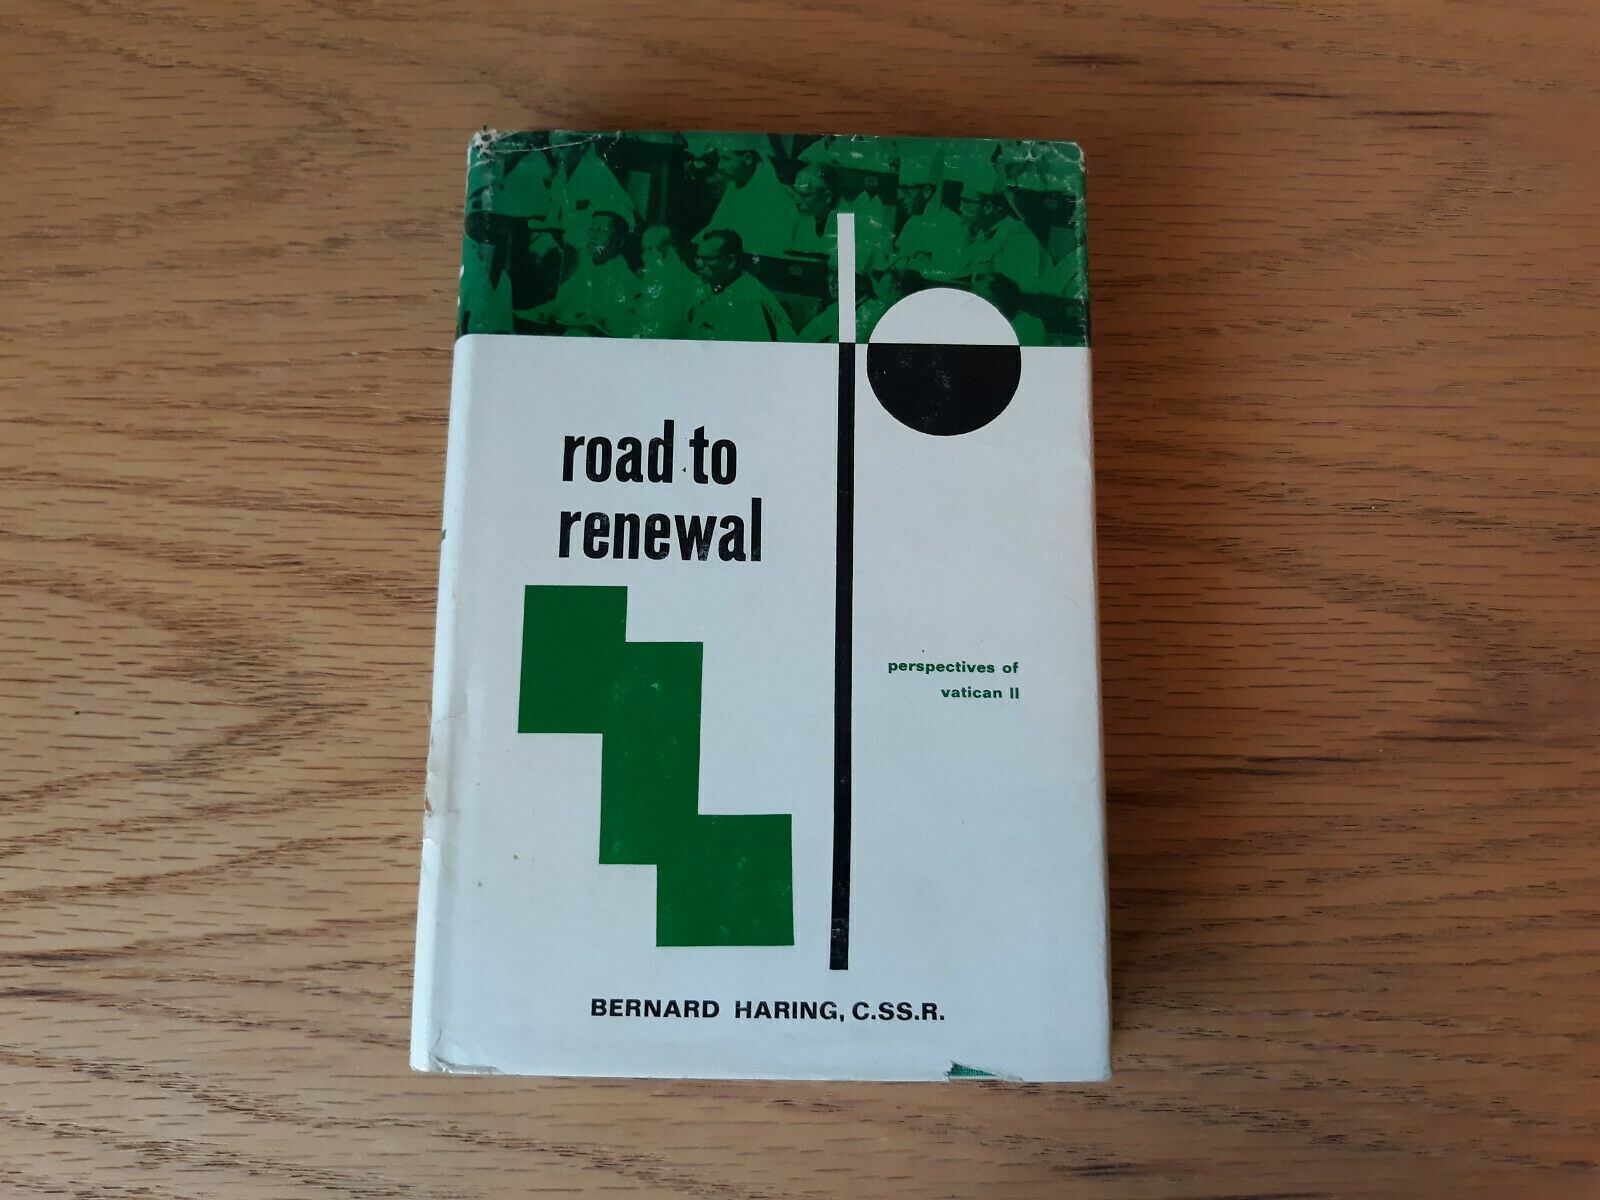 road to
renewal
perspectives of
vatican II
BERNARD HARING, C.SS.R.